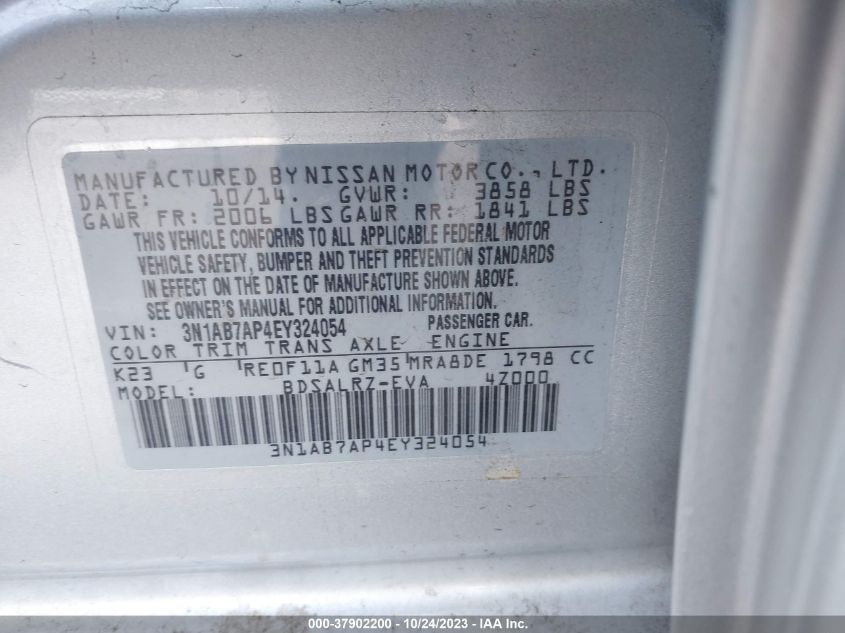 MANUFACTURED BY NISSAN MOTOR CO., LTD.
DATE: 10/14. GVWR: 3858 LBS
GAWR FR: 2006 LBS GAWR RR: 1841 LBS
THIS VEHICLE CONFORMS TO ALL APPLICABLE FEDERAL MOTOR
VEHICLE SAFETY, BUMPER AND THEFT PREVENTION STANDARDS
IN EFFECT ON THE DATE OF MANUFACTURE SHOWN ABOVE.
SEE OWNER'S MANUAL FOR ADDITIONAL INFORMATION.
VIN: 3N1AB7AP4EY324054 PASSENGER CAR.
COLOR TRIM TRANS AXLE ENGINE
K23 G RE0F11A GM35 MRA8DE 1798 CC
MODEL: BDSALRZ-EVA 4Z000
3N1AB7AP4EY324054
000-37902200 - 10/24/2023 - IAA Inc.